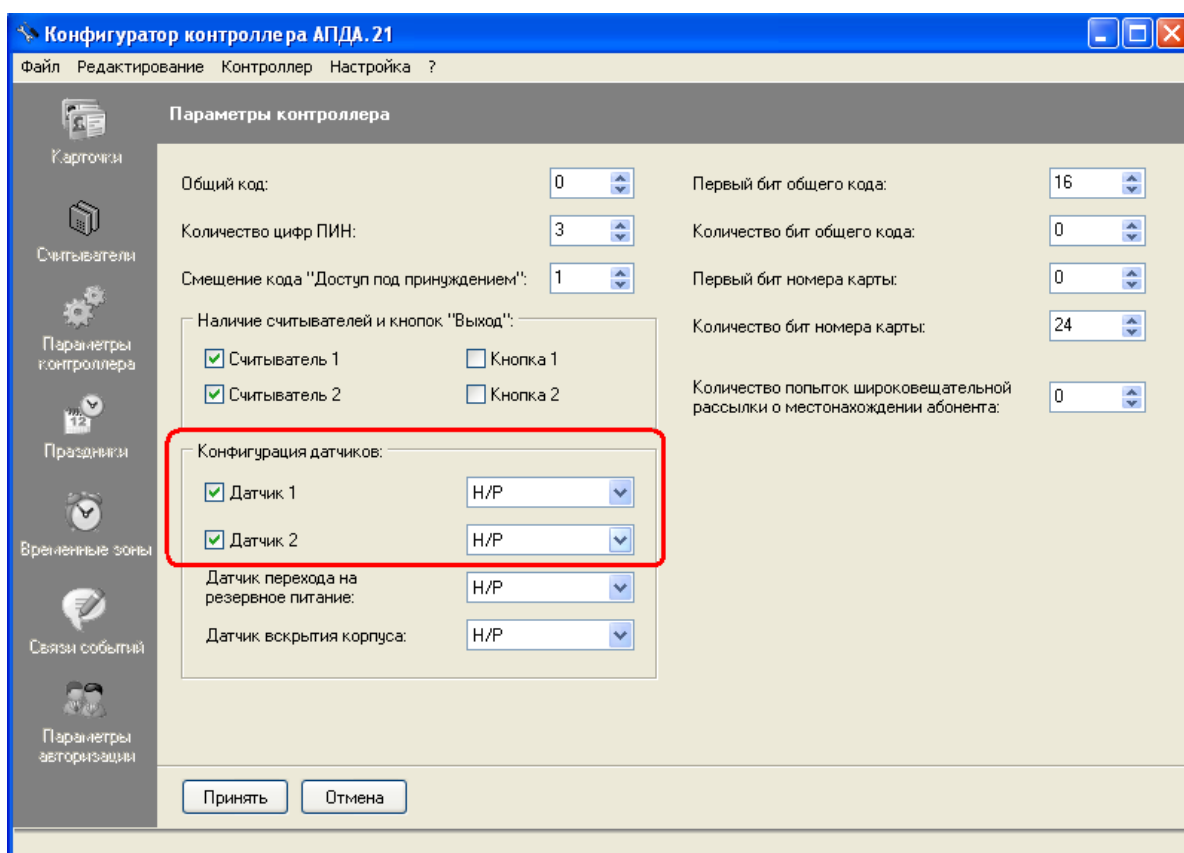 Конфигуратор контроллера АПДА.21
Файл Редактирование Контроллер Настройка ?
Карточки
Считыватели
Параметры
контроллера
Праздники
Временные зоны
Связи событий
Параметры
авторизации
Параметры контроллера
Общий код: 0
Количество цифр ПИН: 3
Смещение кода "Доступ под принуждением": 1
Наличие считывателей и кнопок "Выход":
Считыватель 1 Кнопка 1
Считыватель 2 Кнопка 2
Конфигурация датчиков:
Датчик 1 Н/Р
Датчик 2 Н/Р
Датчик перехода на
резервное питание: Н/Р
Датчик вскрытия корпуса: Н/Р
Первый бит общего кода: 16
Количество бит общего кода: 0
Первый бит номера карты: 0
Количество бит номера карты: 24
Количество попыток широковещательной
рассылки о местонахождении абонента: 0
Принять Отмена